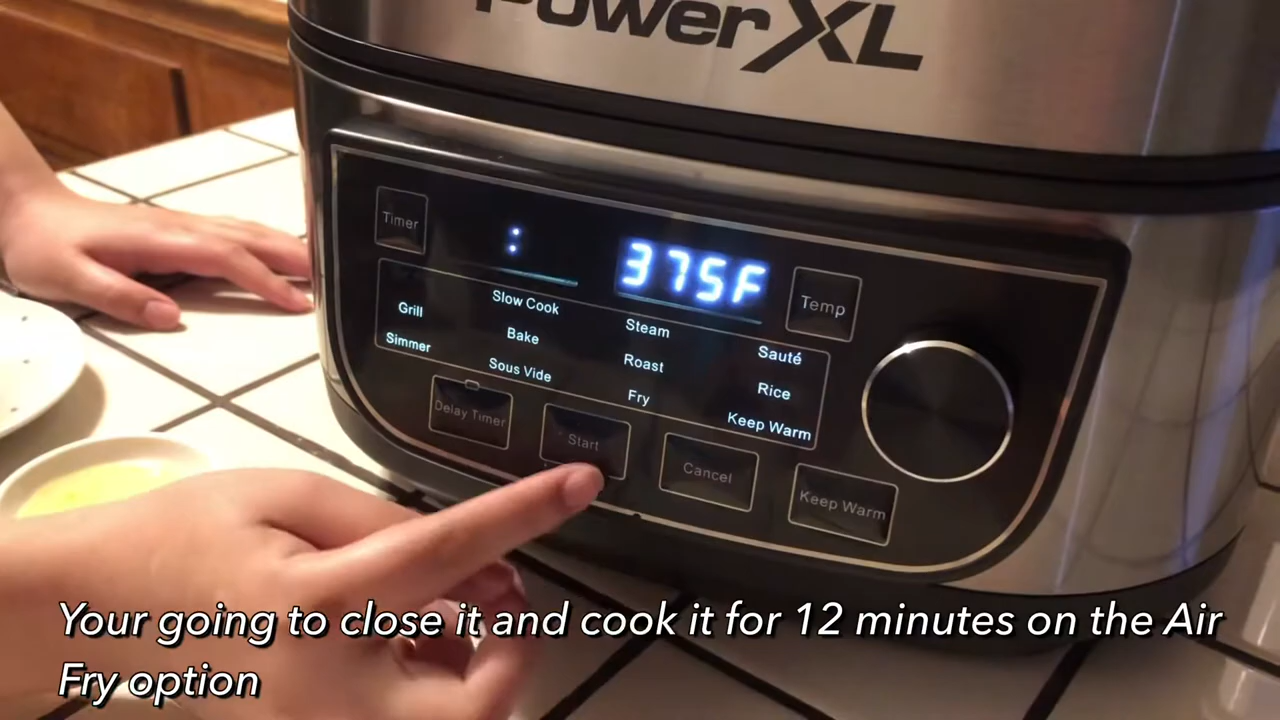 PowerXL
Timer
:
375F
Temp
Grill
Slow Cook
Steam
Sauté
Simmer
Bake
Roast
Rice
Sous Vide
Fry
Keep Warm
Delay Timer
Start
Cancel
Keep Warm
Your going to close it and cook it for 12 minutes on the Air
Fry option